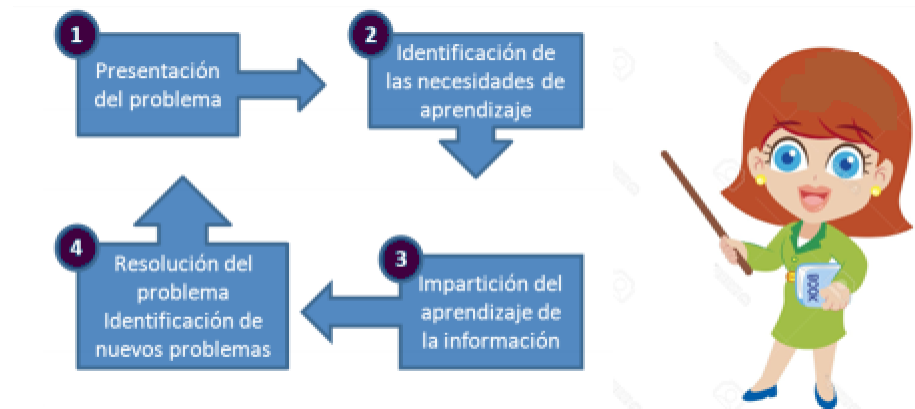 1
Presentación
del problema
2
Identificación de
las necesidades de
aprendizaje
3
Impartición del
aprendizaje de
la información
4
Resolución del
problema
Identificación de
nuevos problemas
BOOK